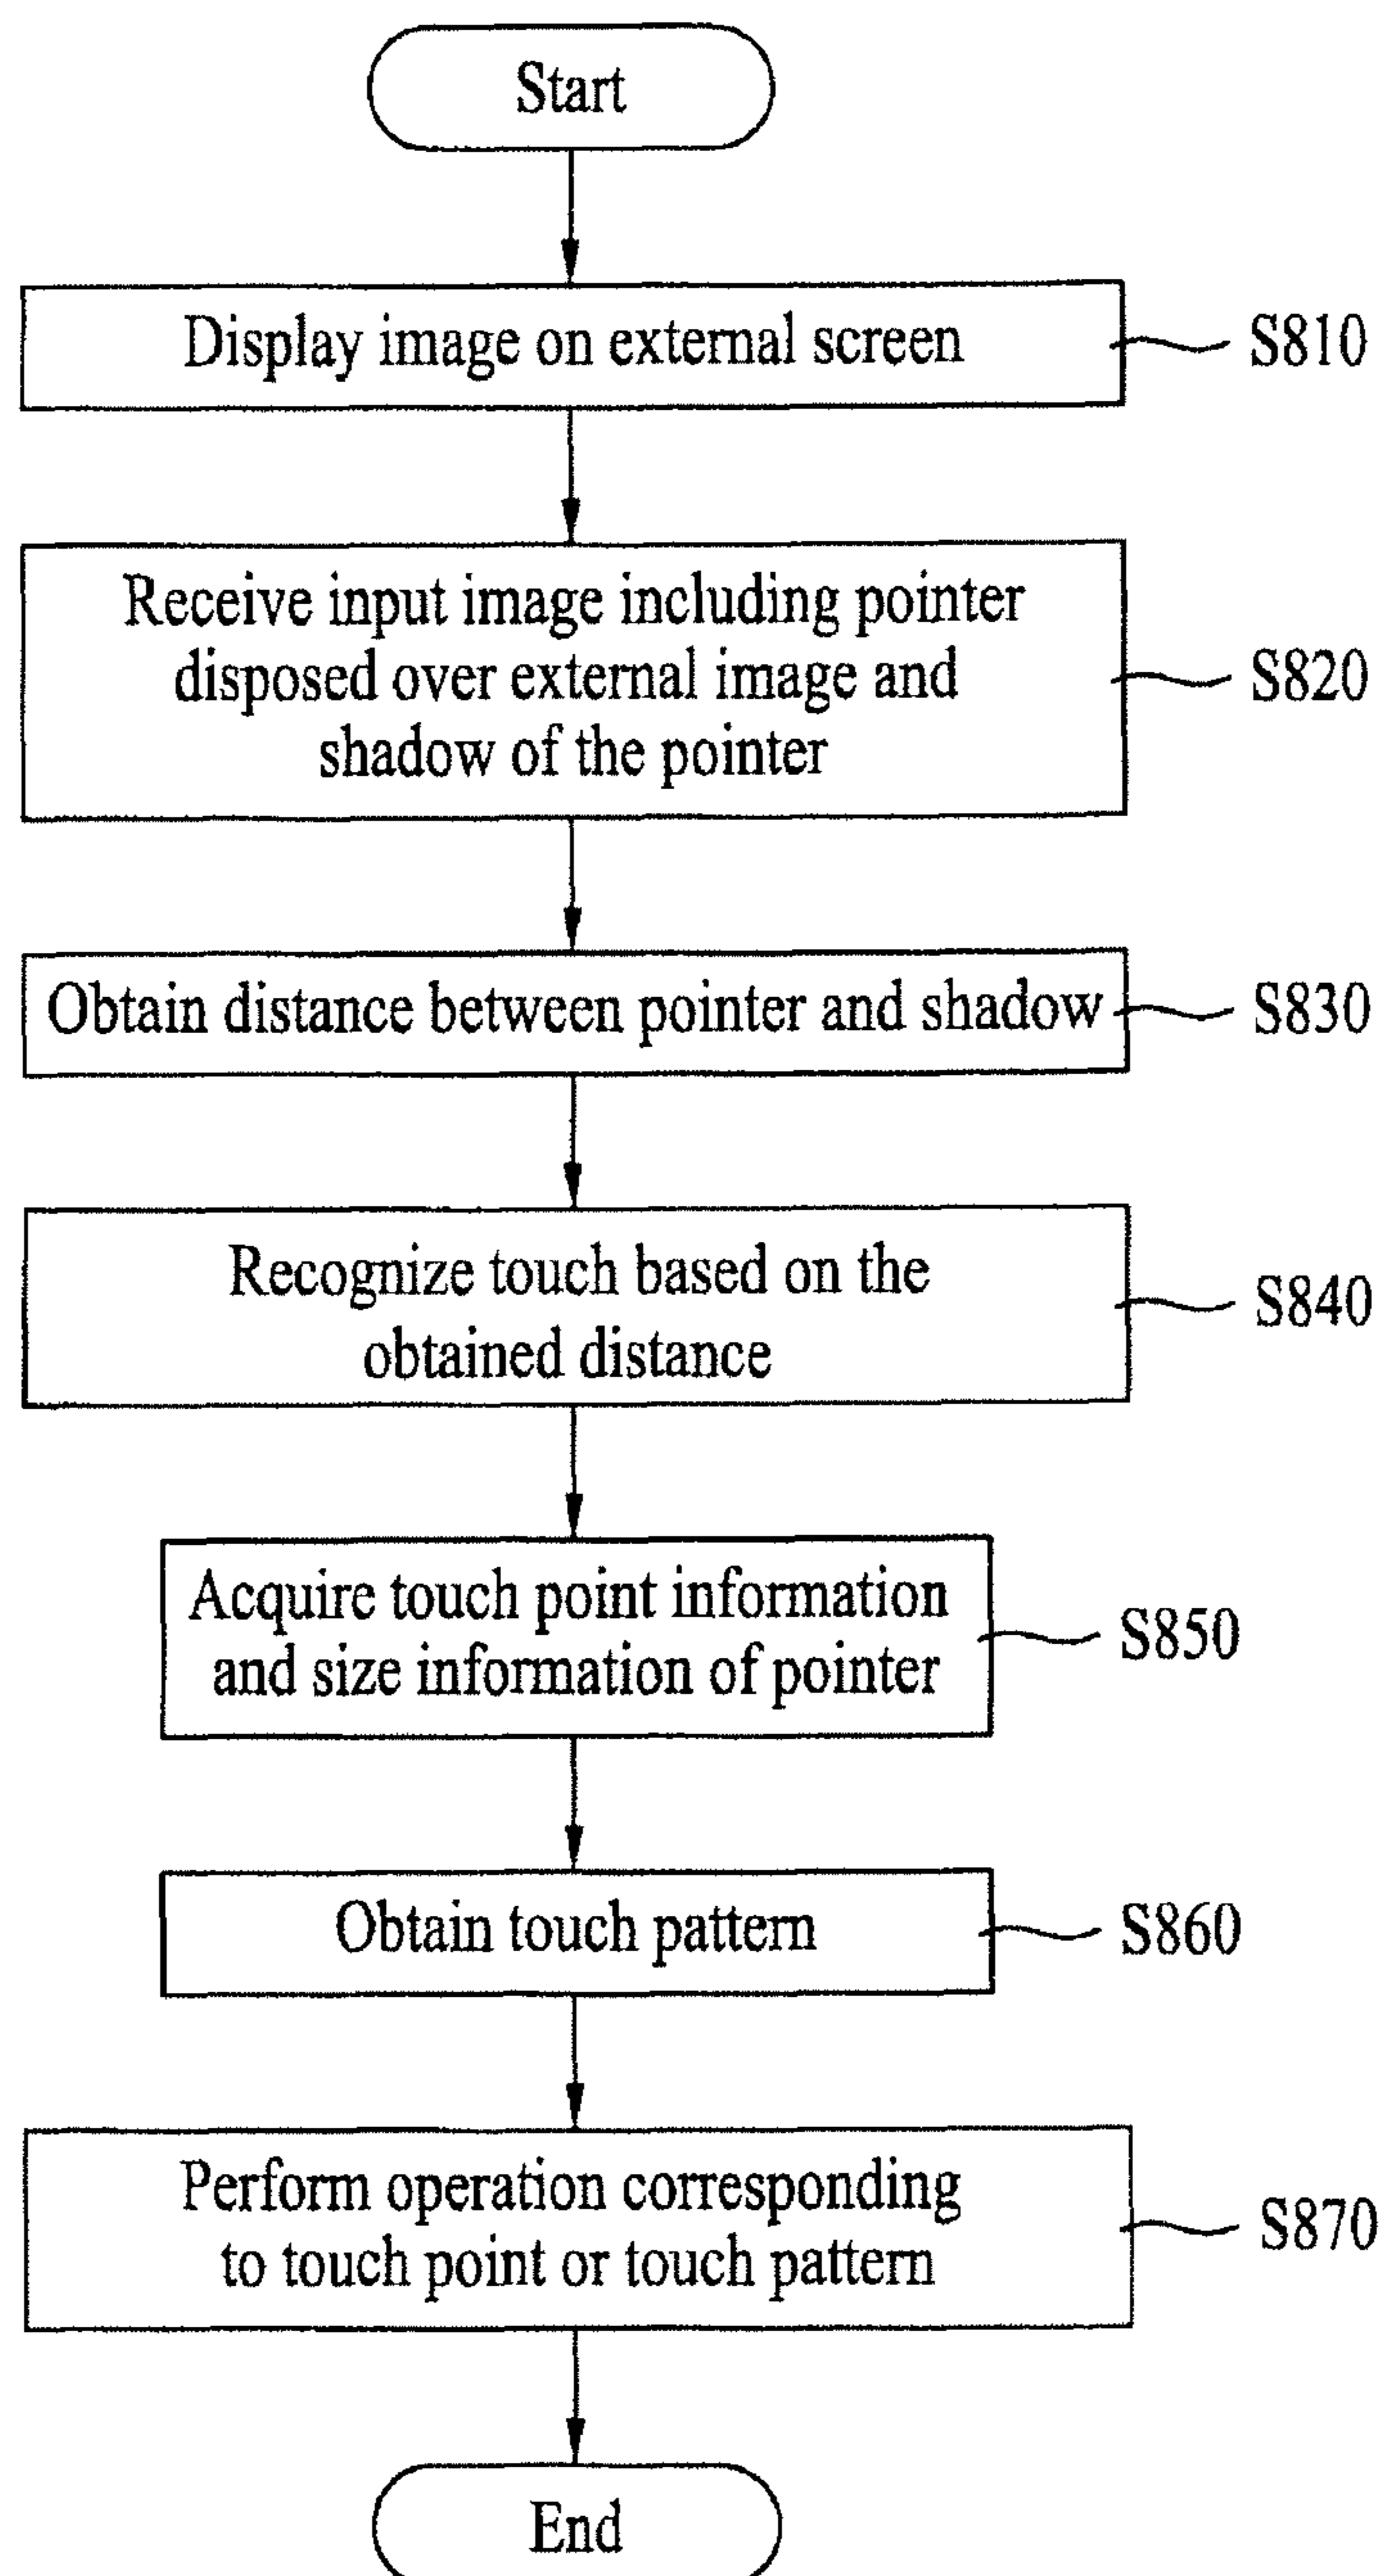 Start
Display image on external screen
S810
Receive input image including pointer
disposed over external image and
shadow of the pointer
S820
Obtain distance between pointer and shadow
S830
Recognize touch based on the
obtained distance
S840
Acquire touch point information
and size information of pointer
S850
Obtain touch pattern
S860
Perform operation corresponding
to touch point or touch pattern
S870
End